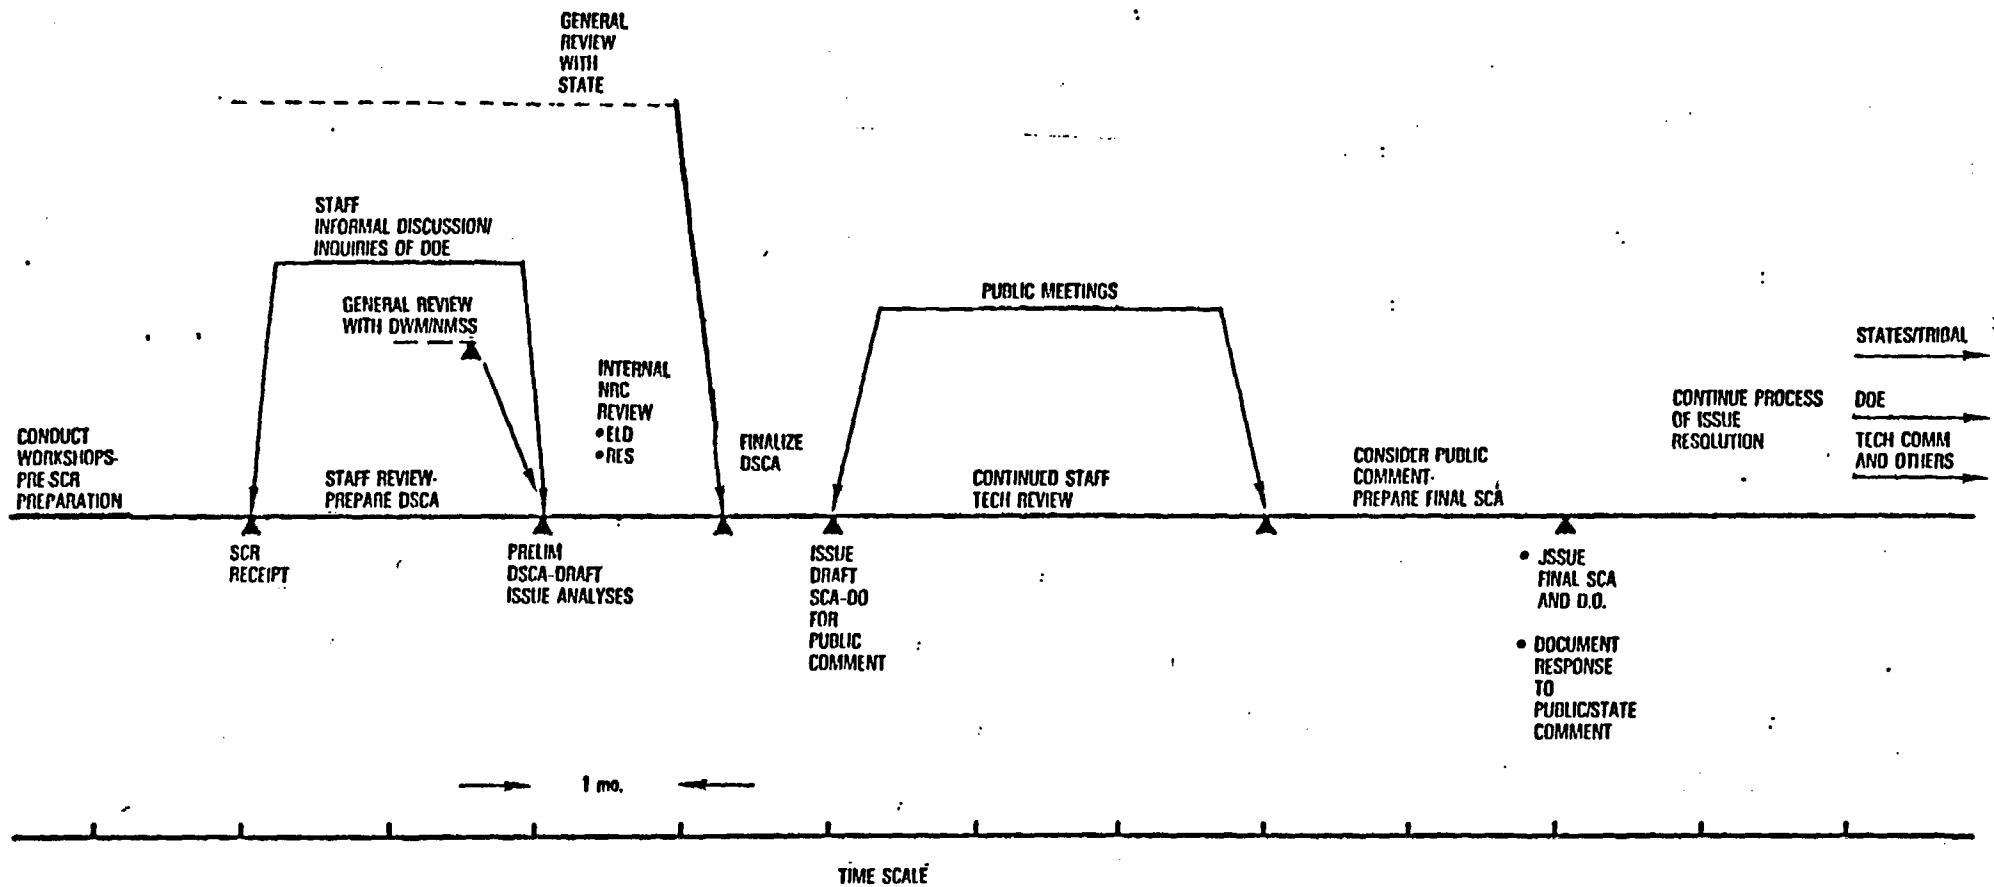 GENERAL
REVIEW
WITH
STATE
STAFF
INFORMAL DISCUSSION/
INQUIRIES OF DOE
GENERAL REVIEW
WITH DWM/NMSS
PUBLIC MEETINGS
INTERNAL
NRC
REVIEW
•ELD
•RES
CONDUCT
WORKSHOPS-
PRE-SCR
PREPARATION
STAFF REVIEW-
PREPARE DSCA
FINALIZE
DSCA
CONTINUED STAFF
TECH REVIEW
CONSIDER PUBLIC
COMMENT-
PREPARE FINAL SCA
CONTINUE PROCESS
OF ISSUE
RESOLUTION
STATES/TRIBAL
DOE
TECH COMM
AND OTHERS
SCR
RECEIPT
PRELIM
DSCA-DRAFT
ISSUE ANALYSES
ISSUE
DRAFT
SCA-DO
FOR
PUBLIC
COMMENT
• ISSUE
FINAL SCA
AND D.O.
• DOCUMENT
RESPONSE
TO
PUBLIC/STATE
COMMENT
1 mo.
TIME SCALE